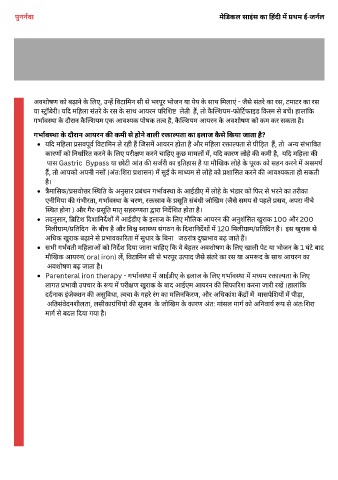 पुनर्नवा
मेडिकल साइंस का हिंदी में प्रथम ई-जर्नल
अवशोषण को बढ़ाने के लिए, उन्हें विटामिन सी से भरपूर भोजन या पेय के साथ मिलाएं - जैसे संतरे का रस, टमाटर का रस
या स्ट्रॉबेरी। यदि महिला संतरे के रस के साथ आयरन परिशिष्ट लेती हैं, तो कैल्शियम-फोर्टिफाइड किस्म से बचें। हालांकि
गर्भावस्था के दौरान कैल्शियम एक आवश्यक पोषक तत्व है, कैल्शियम आयरन के अवशोषण को कम कर सकता है।
गर्भावस्था के दौरान आयरन की कमी से होने वाली रक्ताल्पता का इलाज कैसे किया जाता है?
• यदि महिला प्रसवपूर्व विटामिन ले रही हैं जिसमें आयरन होता है और महिला रक्ताल्पता से पीड़ित हैं, तो अन्य संभावित
कारणों को निर्धारित करने के लिए परीक्षण करने चाहिए कुछ मामलों में, यदि कारण लोहे की कमी है, यदि महिला की
पास Gastric Bypass या छोटी आंत की सर्जरी का इतिहास है या मौखिक लोहे के पूरक को सहन करने में असमर्थ
हैं, तो आपको अपनी नसों (अंतःशिरा प्रशासन) में सुई के माध्यम से लोहे को प्रशासित करने की आवश्यकता हो सकती
है।
• त्रैमासिक/प्रसवोत्तर स्थिति के अनुसार प्रबंधन गर्भावस्था के आईडीए में लोहे के भंडार को फिर से भरने का तरीका
एनीमिया की गंभीरता, गर्भावस्था के चरण, रक्तस्राव के प्रसूति संबंधी जोखिम (जैसे समय से पहले प्रसव, अपरा नीचे
स्थित होना ) और गैर-प्रसूति मातृ सहरुग्णता द्वारा निर्देशित होता है।
• तदनुसार, ब्रिटिश दिशानिर्देशों में आईडीए के इलाज के लिए मौखिक आयरन की अनुशंसित खुराक 100 और 200
मिलीग्राम/प्रतिदिन के बीच है और विश्व स्वास्थ्य संगठन के दिशानिर्देशों में 120 मिलीग्राम/प्रतिदिन है। इस खुराक से
अधिक खुराक बढ़ाने से प्रभावकारिता में सुधार के बिना जठरांत्र दुष्प्रभाव बढ़ जाते हैं।
• सभी गर्भवती महिलाओं को निर्देश दिया जाना चाहिए कि वे बेहतर अवशोषण के लिए खाली पेट या भोजन के 1 घंटे बाद
मौखिक आयरन( oral iron) लें, विटामिन सी से भरपूर उत्पाद जैसे संतरे का रस या अमरूद के साथ आयरन का
अवशोषण बढ़ जाता है।
• Parenteral iron therapy - गर्भावस्था में आईडीए के इलाज के लिए गर्भावस्था में मध्यम रक्ताल्पता के लिए
लागत प्रभावी उपचार के रूप में परीक्षण खुराक के बाद आईएम आयरन की सिफारिश करना जारी रखें ।हालांकि
दर्दनाक इंजेक्शन की असुविधा, त्वचा के गहरे रंग का मलिनकिरण, और अधिकांश केंद्रों में मायालेशियों में पीड़ा,
अतिसंवेदनशीलता, लसीकाग्रंथियों की सूजन के जोखिम के कारण अंतः मांसल मार्ग को अनिवार्य रूप से अंतःशिरा
मार्ग से बदल दिया गया है।